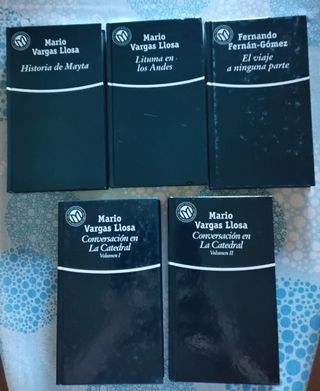 Mario
Vargas Llosa
Historia de Mayta
Mario
Vargas Llosa
Lituma en
los Andes
Fernando
Fernán-Gómez
El viaje
a ninguna parte
Mario
Vargas Llosa
Conversación en
La Catedral
Volumen I
Mario
Vargas Llosa
Conversación en
La Catedral
Volumen II